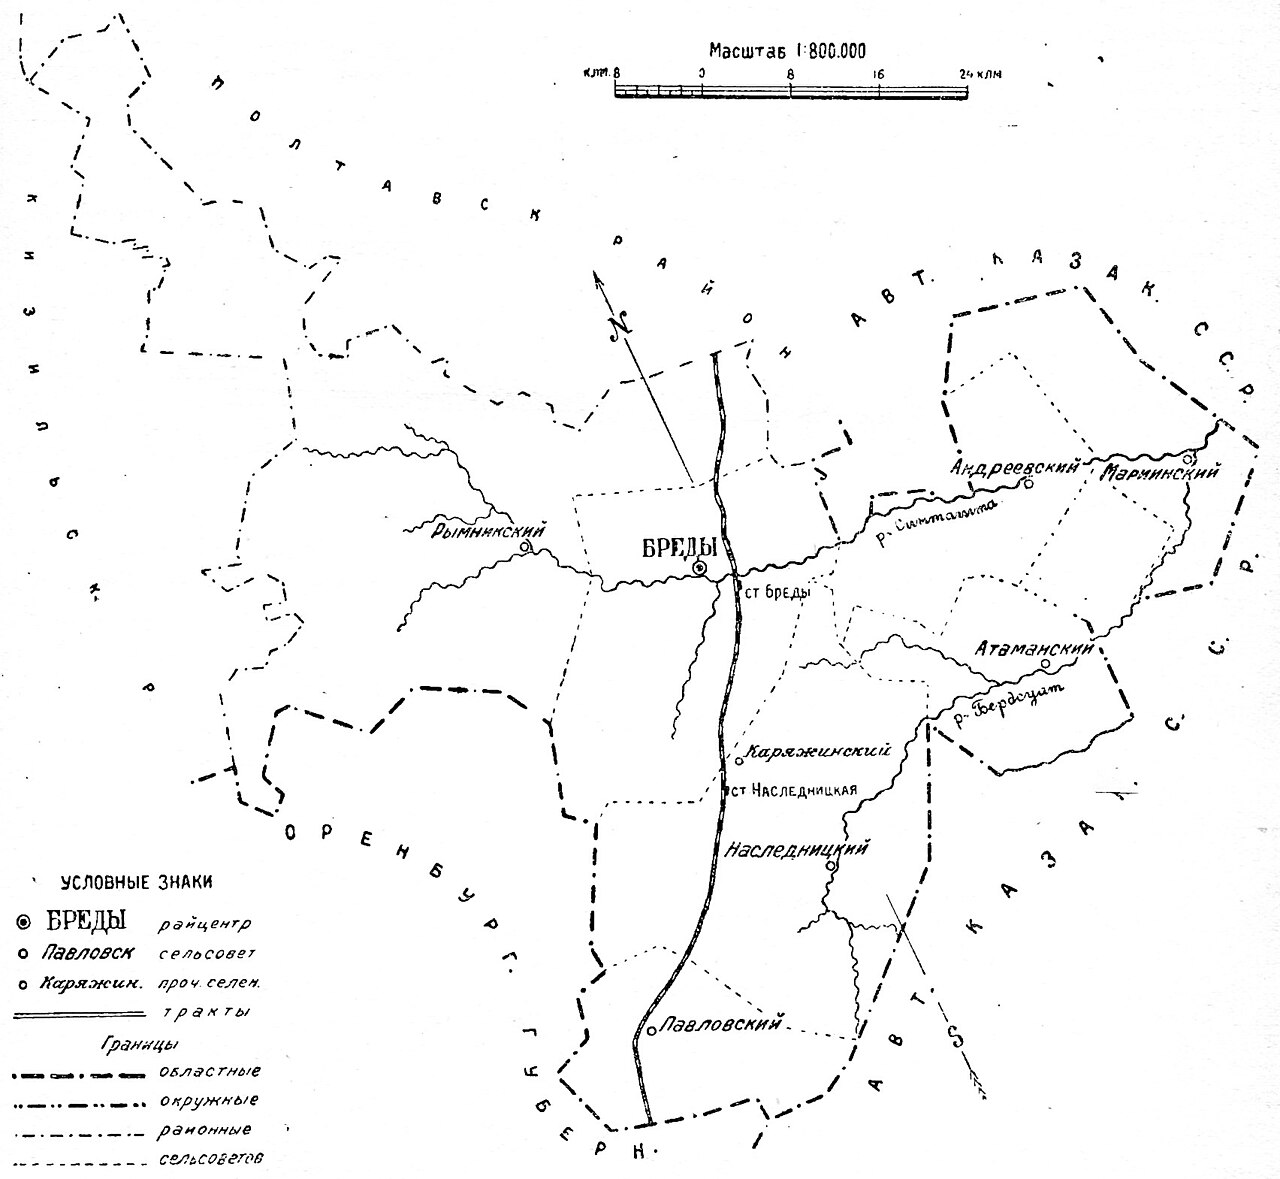 Масштаб 1:800.000
клм. 8 0 8 16 24 клм
ПОЛТАВСК РАЙОН
КИЗИЛЬСК. Р
АВТ. КАЗАК. С С. Р.
С. С. Р.
N
Андреевский
Мариинский
р. Синташта
Рымникский
БРЕДЫ
ст Бреды
Атаманский
р. Бердсуат
Каряжинский
ст Наследницкая
Наследницкий
Павловский
ОРЕНБУРГ. ГУБЕРН.
АВТ. КАЗАК.
S
УСЛОВНЫЕ ЗНАКИ
БРЕДЫ райцентр
Павловск сельсовет
Каряжин. проч. селен.
тракты
Границы
областные
окружные
районные
сельсоветов